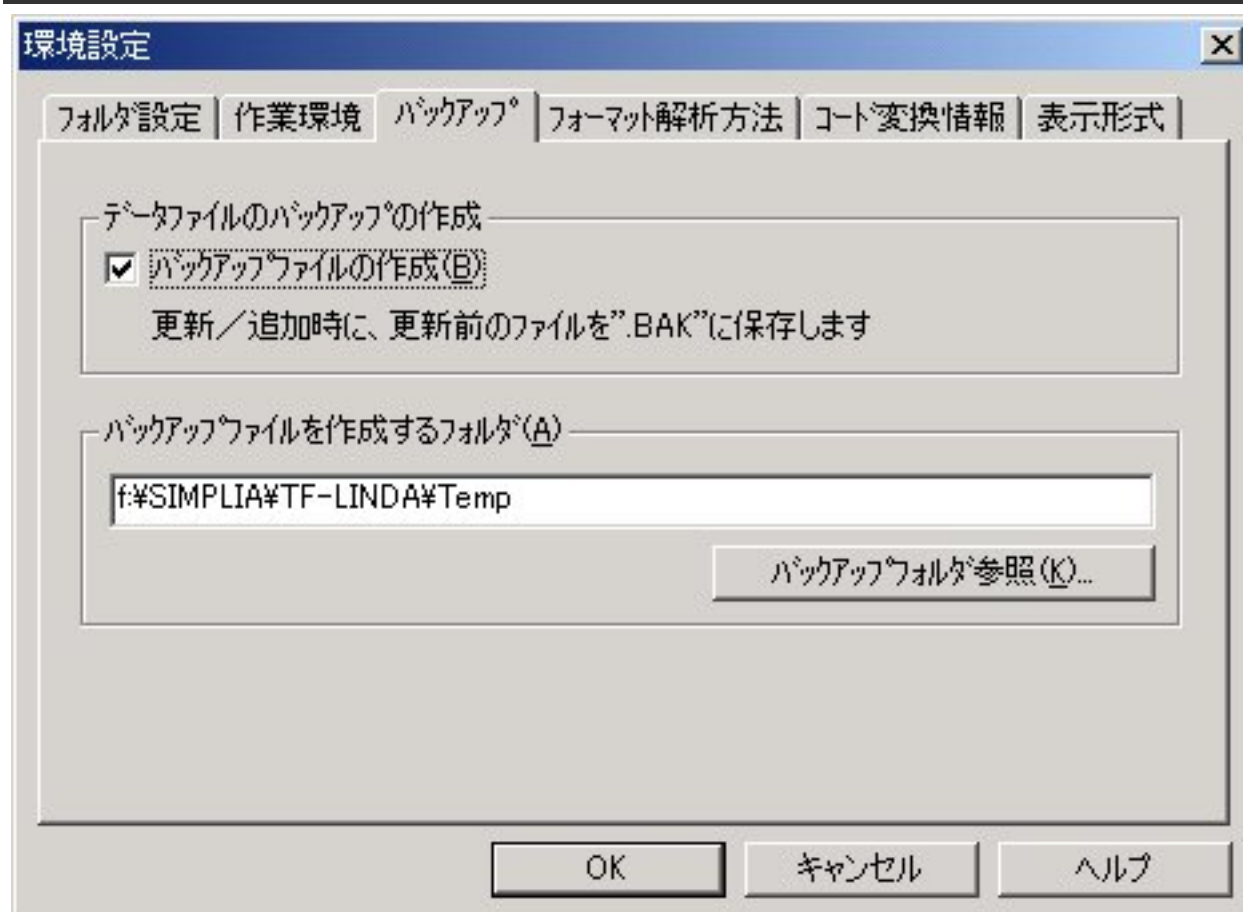 環境設定
フォルダ設定 作業環境 バックアップ フォーマット解析方法 コード変換情報 表示形式
データファイルのバックアップの作成
バックアップファイルの作成(B)
更新／追加時に、更新前のファイルを".BAK"に保存します
バックアップファイルを作成するフォルダ(A)
f:¥SIMPLIA¥TF-LINDA¥Temp
バックアップフォルダ参照(K)...
OK キャンセル ヘルプ